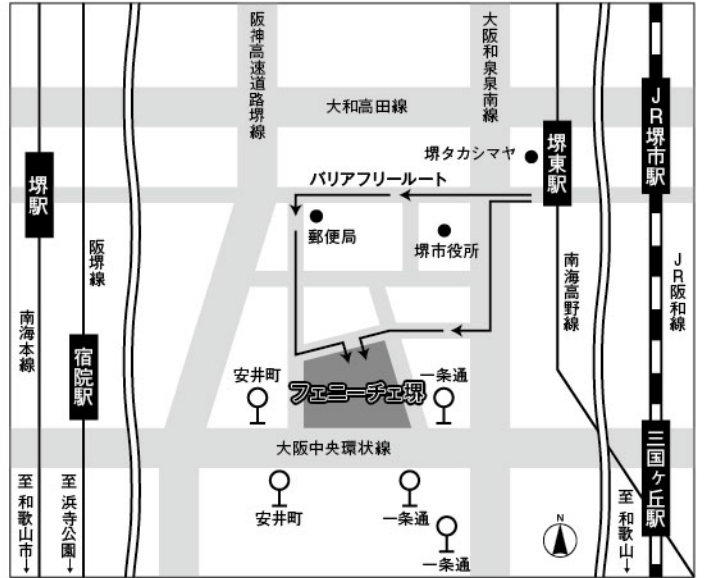 阪神高速道路堺線
大阪和泉泉南線
大和高田線
JR堺市駅
堺東駅
堺タカシマヤ
堺駅
バリアフリールート
郵便局
堺市役所
阪堺線
南海高野線
JR阪和線
南海本線
宿院駅
安井町
一条通
フェニーチェ堺
大阪中央環状線
三国ヶ丘駅
至 和歌山市→
至 浜寺公園→
安井町
一条通
一条通
N
至 和歌山→